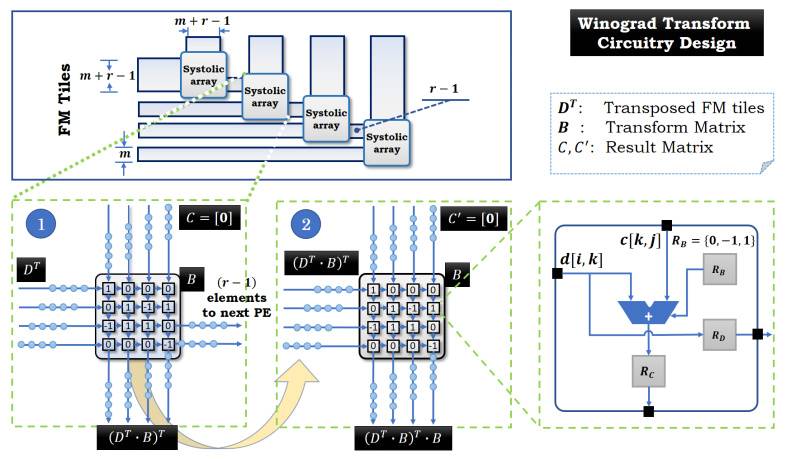 Winograd Transform
Circuitry Design
m + r − 1
m + r − 1
FM Tiles
m
Systolic
array
Systolic
array
Systolic
array
Systolic
array
r − 1
D^T: Transposed FM tiles
B : Transform Matrix
C, C′: Result Matrix
1
C = [0]
D^T
B
1 0 0 0
0 1 -1 1
-1 1 1 0
0 0 0 -1
(r − 1)
elements
to next PE
(D^T · B)^T
2
C′ = [0]
(D^T · B)^T
B
1 0 0 0
0 1 -1 1
-1 1 1 0
0 0 0 -1
(D^T · B)^T · B
c[k, j]
R_B = {0, −1, 1}
d[i, k]
R_B
+
R_D
R_C